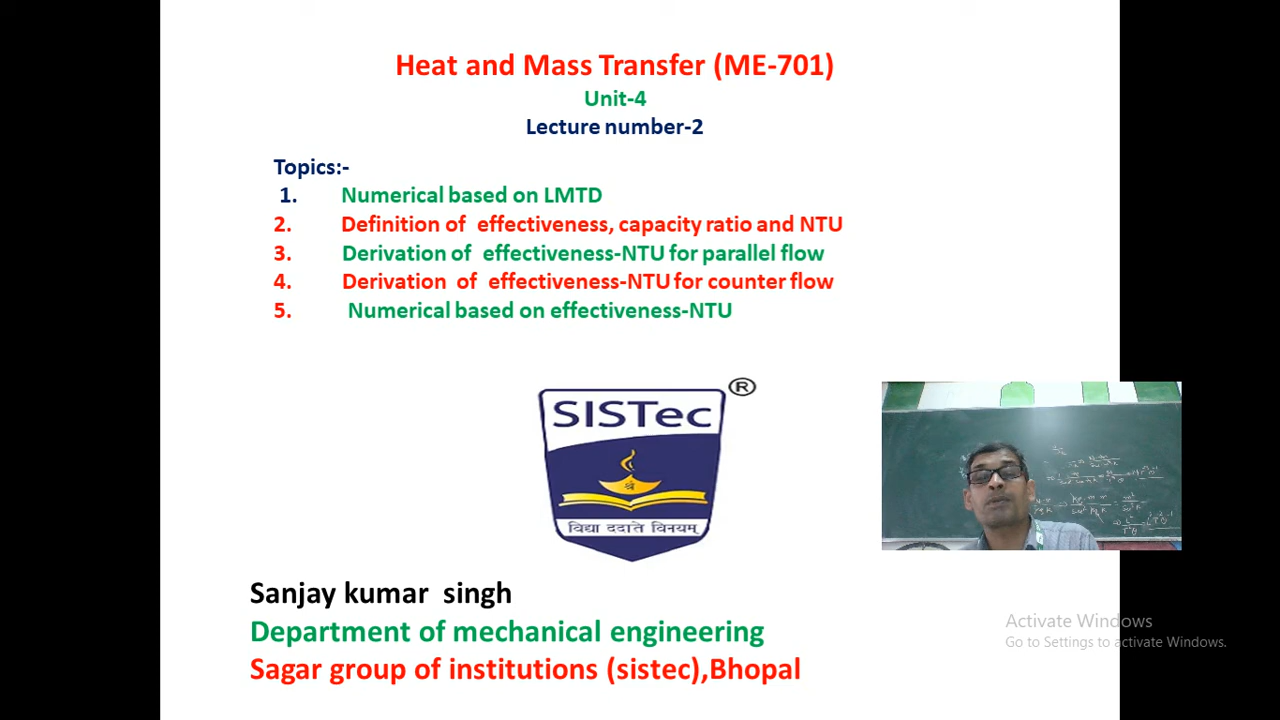 Heat and Mass Transfer (ME-701)
Unit-4
Lecture number-2
Topics:-
1. Numerical based on LMTD
2. Definition of effectiveness, capacity ratio and NTU
3. Derivation of effectiveness-NTU for parallel flow
4. Derivation of effectiveness-NTU for counter flow
5. Numerical based on effectiveness-NTU
®
SISTec
श्री
विद्या ददाति विनयम्
Sanjay kumar singh
Department of mechanical engineering
Sagar group of institutions (sistec),Bhopal
Activate Windows
Go to Settings to activate Windows.